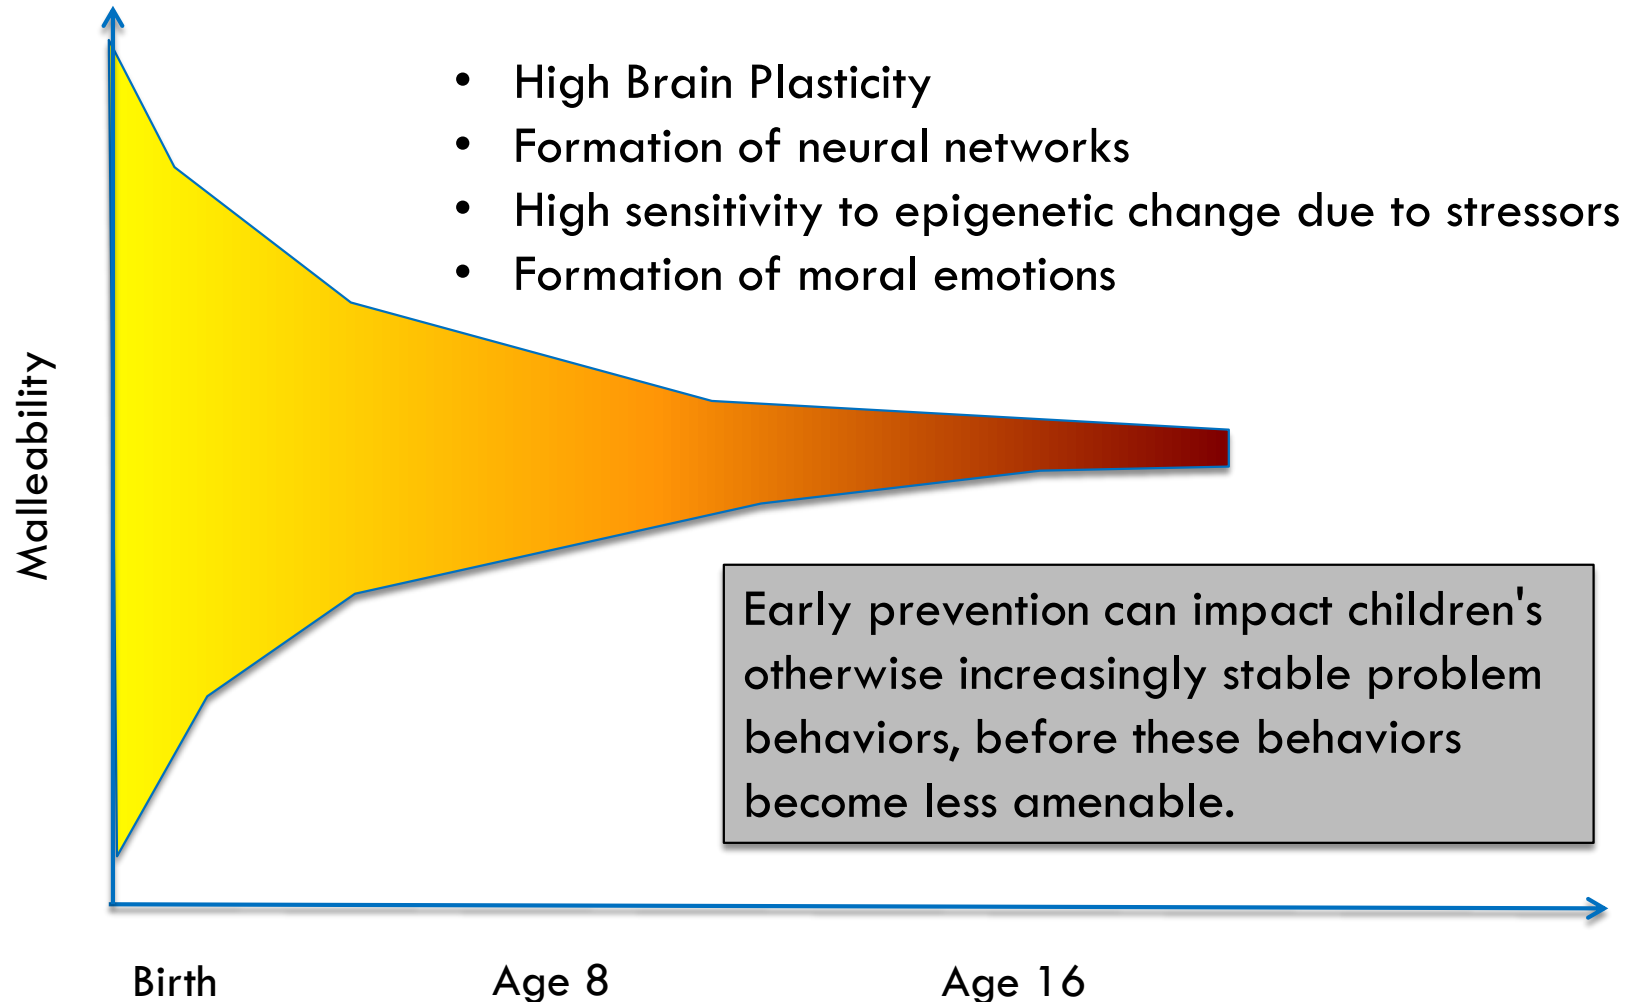 • High Brain Plasticity
• Formation of neural networks
• High sensitivity to epigenetic change due to stressors
• Formation of moral emotions
Malleability
Early prevention can impact children's
otherwise increasingly stable problem
behaviors, before these behaviors
become less amenable.
Birth
Age 8
Age 16